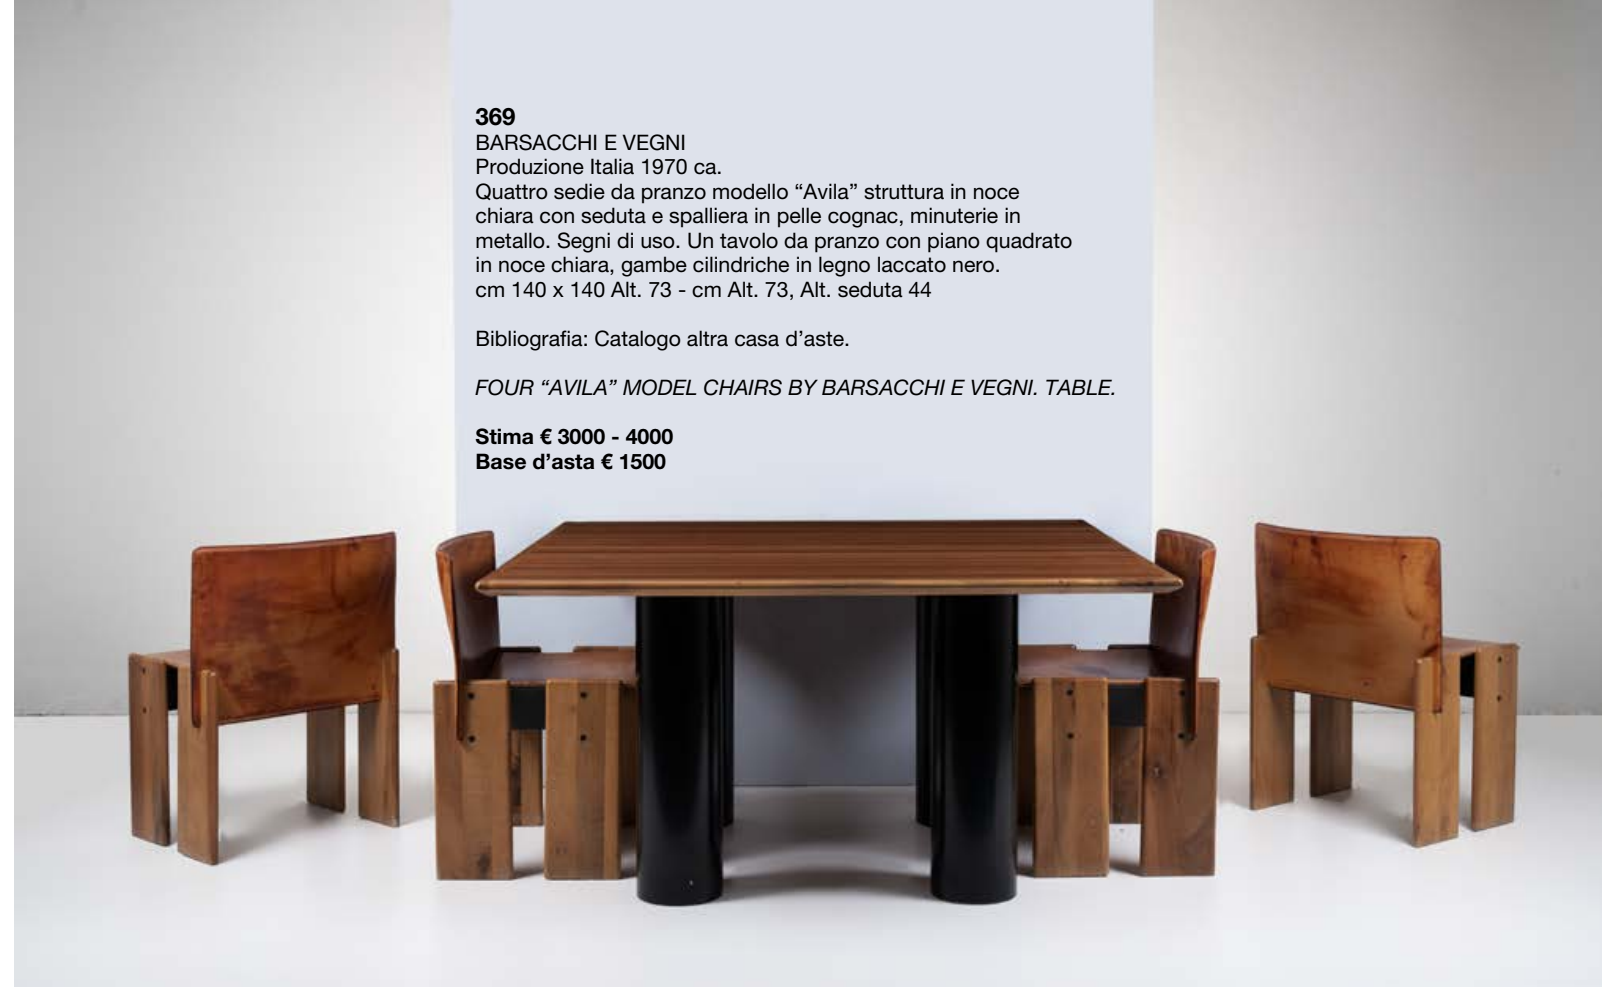 369
BARSACCHI E VEGNI
Produzione Italia 1970 ca.
Quattro sedie da pranzo modello “Avila” struttura in noce
chiara con seduta e spalliera in pelle cognac, minuterie in
metallo. Segni di uso. Un tavolo da pranzo con piano quadrato
in noce chiara, gambe cilindriche in legno laccato nero.
cm 140 x 140 Alt. 73 - cm Alt. 73, Alt. seduta 44
Bibliografia: Catalogo altra casa d’aste.
FOUR “AVILA” MODEL CHAIRS BY BARSACCHI E VEGNI. TABLE.
Stima € 3000 - 4000
Base d’asta € 1500